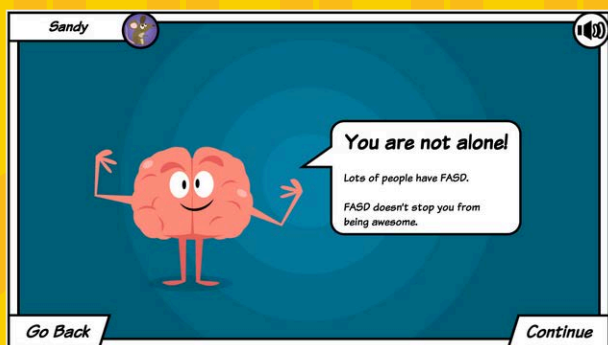 Sandy
You are not alone!
Lots of people have FASD.
FASD doesn't stop you from
being awesome.
Go Back
Continue